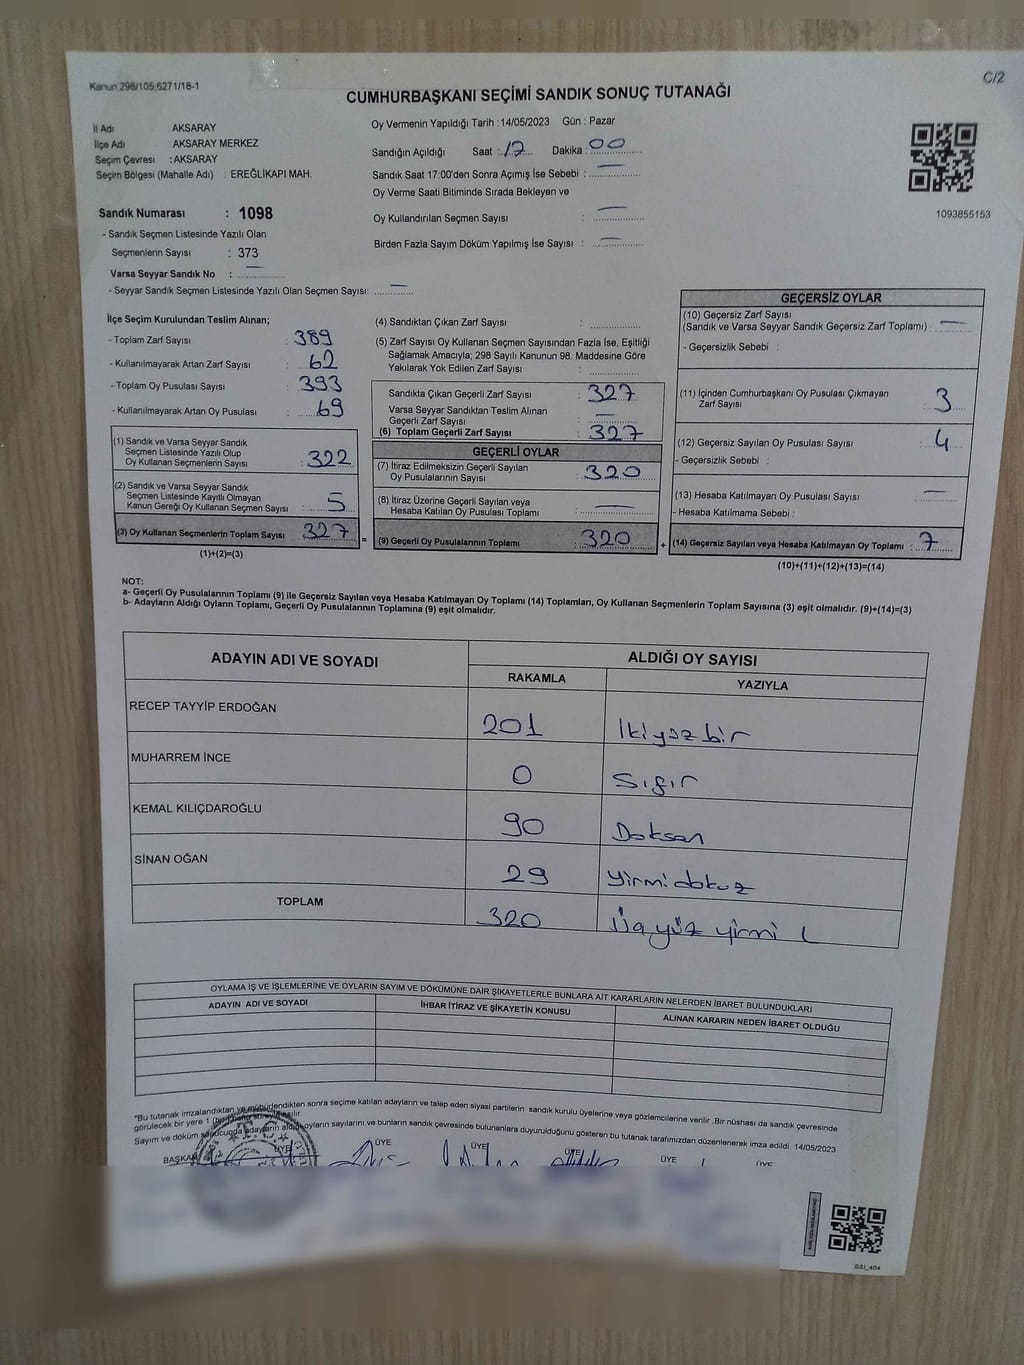 Kanun 298/105,6271/18-1
C/2
CUMHURBAŞKANI SEÇİMİ SANDIK SONUÇ TUTANAĞI
İl Adı : AKSARAY
İlçe Adı : AKSARAY MERKEZ
Seçim Çevresi : AKSARAY
Seçim Bölgesi (Mahalle Adı) : EREĞLİKAPI MAH.
Sandık Numarası : 1098
- Sandık Seçmen Listesinde Yazılı Olan
Seçmenlerin Sayısı : 373
Varsa Seyyar Sandık No : —
- Seyyar Sandık Seçmen Listesinde Yazılı Olan Seçmen Sayısı: —
Oy Vermenin Yapıldığı Tarih :14/05/2023 Gün : Pazar
Sandığın Açıldığı Saat : 17 Dakika : 00
Sandık Saat 17:00'den Sonra Açımış İse Sebebi : —
Oy Verme Saati Bitiminde Sırada Bekleyen ve
Oy Kullandırılan Seçmen Sayısı : —
Birden Fazla Sayım Döküm Yapılmış İse Sayısı : —
1093855153
İlçe Seçim Kurulundan Teslim Alınan;
- Toplam Zarf Sayısı : 389
- Kullanılmayarak Artan Zarf Sayısı : 62
- Toplam Oy Pusulası Sayısı : 393
- Kullanılmayarak Artan Oy Pusulası : 69
(1) Sandık ve Varsa Seyyar Sandık
Seçmen Listesinde Yazılı Olup
Oy Kullanan Seçmenlerin Sayısı : 322
(2) Sandık ve Varsa Seyyar Sandık
Seçmen Listesinde Kayıtlı Olmayan
Kanun Gereği Oy Kullanan Seçmen Sayısı : 5
(3) Oy Kullanan Seçmenlerin Toplam Sayısı : 327 =
(1)+(2)=(3)
(4) Sandıktan Çıkan Zarf Sayısı :
(5) Zarf Sayısı Oy Kullanan Seçmen Sayısından Fazla İse, Eşitliği
Sağlamak Amacıyla; 298 Sayılı Kanunun 98. Maddesine Göre
Yakılarak Yok Edilen Zarf Sayısı :
Sandıkta Çıkan Geçerli Zarf Sayısı : 327
Varsa Seyyar Sandıktan Teslim Alınan
Geçerli Zarf Sayısı : —
(6) Toplam Geçerli Zarf Sayısı : 327
GEÇERLİ OYLAR
(7) İtiraz Edilmeksizin Geçerli Sayılan
Oy Pusulalarının Sayısı : 320
(8) İtiraz Üzerine Geçerli Sayılan veya
Hesaba Katılan Oy Pusulası Toplamı : —
(9) Geçerli Oy Pusulalarının Toplamı : 320 +
GEÇERSİZ OYLAR
(10) Geçersiz Zarf Sayısı
(Sandık ve Varsa Seyyar Sandık Geçersiz Zarf Toplamı) : —
- Geçersizlik Sebebi :
(11) İçinden Cumhurbaşkanı Oy Pusulası Çıkmayan
Zarf Sayısı : 3
(12) Geçersiz Sayılan Oy Pusulası Sayısı : 4
- Geçersizlik Sebebi :
(13) Hesaba Katılmayan Oy Pusulası Sayısı : —
- Hesaba Katılmama Sebebi :
(14) Geçersiz Sayılan veya Hesaba Katılmayan Oy Toplamı : 7
(10)+(11)+(12)+(13)=(14)
NOT:
a- Geçerli Oy Pusulalarının Toplamı (9) ile Geçersiz Sayılan veya Hesaba Katılmayan Oy Toplamı (14) Toplamları, Oy Kullanan Seçmenlerin Toplam Sayısına (3) eşit olmalıdır. (9)+(14)=(3)
b- Adayların Aldığı Oyların Toplamı, Geçerli Oy Pusulalarının Toplamına (9) eşit olmalıdır.
ADAYIN ADI VE SOYADI ALDIĞI OY SAYISI
RAKAMLA YAZIYLA
RECEP TAYYİP ERDOĞAN 201 İkiyüz bir
MUHARREM İNCE 0 Sıfır
KEMAL KILIÇDAROĞLU 90 Doksan
SİNAN OĞAN 29 yirmi dokuz
TOPLAM 320 Üçyüz yirmi
OYLAMA İŞ VE İŞLEMLERİNE VE OYLARIN SAYIM VE DÖKÜMÜNE DAİR ŞİKAYETLERLE BUNLARA AİT KARARLARIN NELERDEN İBARET BULUNDUKLARI
ADAYIN ADI VE SOYADI İHBAR İTİRAZ VE ŞİKAYETİN KONUSU ALINAN KARARIN NEDEN İBARET OLDUĞU
*Bu tutanak imzalandıktan ve mühürlendikten sonra seçime katılan adayların ve talep eden siyasi partilerin sandık kurulu üyelerine veya gözlemcilerine verilir. Bir nüshası da sandık çevresinde
görülecek bir yere 1 (bir) hafta süreyle asılır.
Sayım ve döküm sonucunda adayların aldığı oyların sayılarını ve bunların sandık çevresinde bulunanlara duyurulduğunu gösteren bu tutanak tarafımızdan düzenlenerek imza edildi. 14/05/2023
BAŞKAN ÜYE ÜYE ÜYE ÜYE ÜYE ÜYE
T.C.
SSI_404